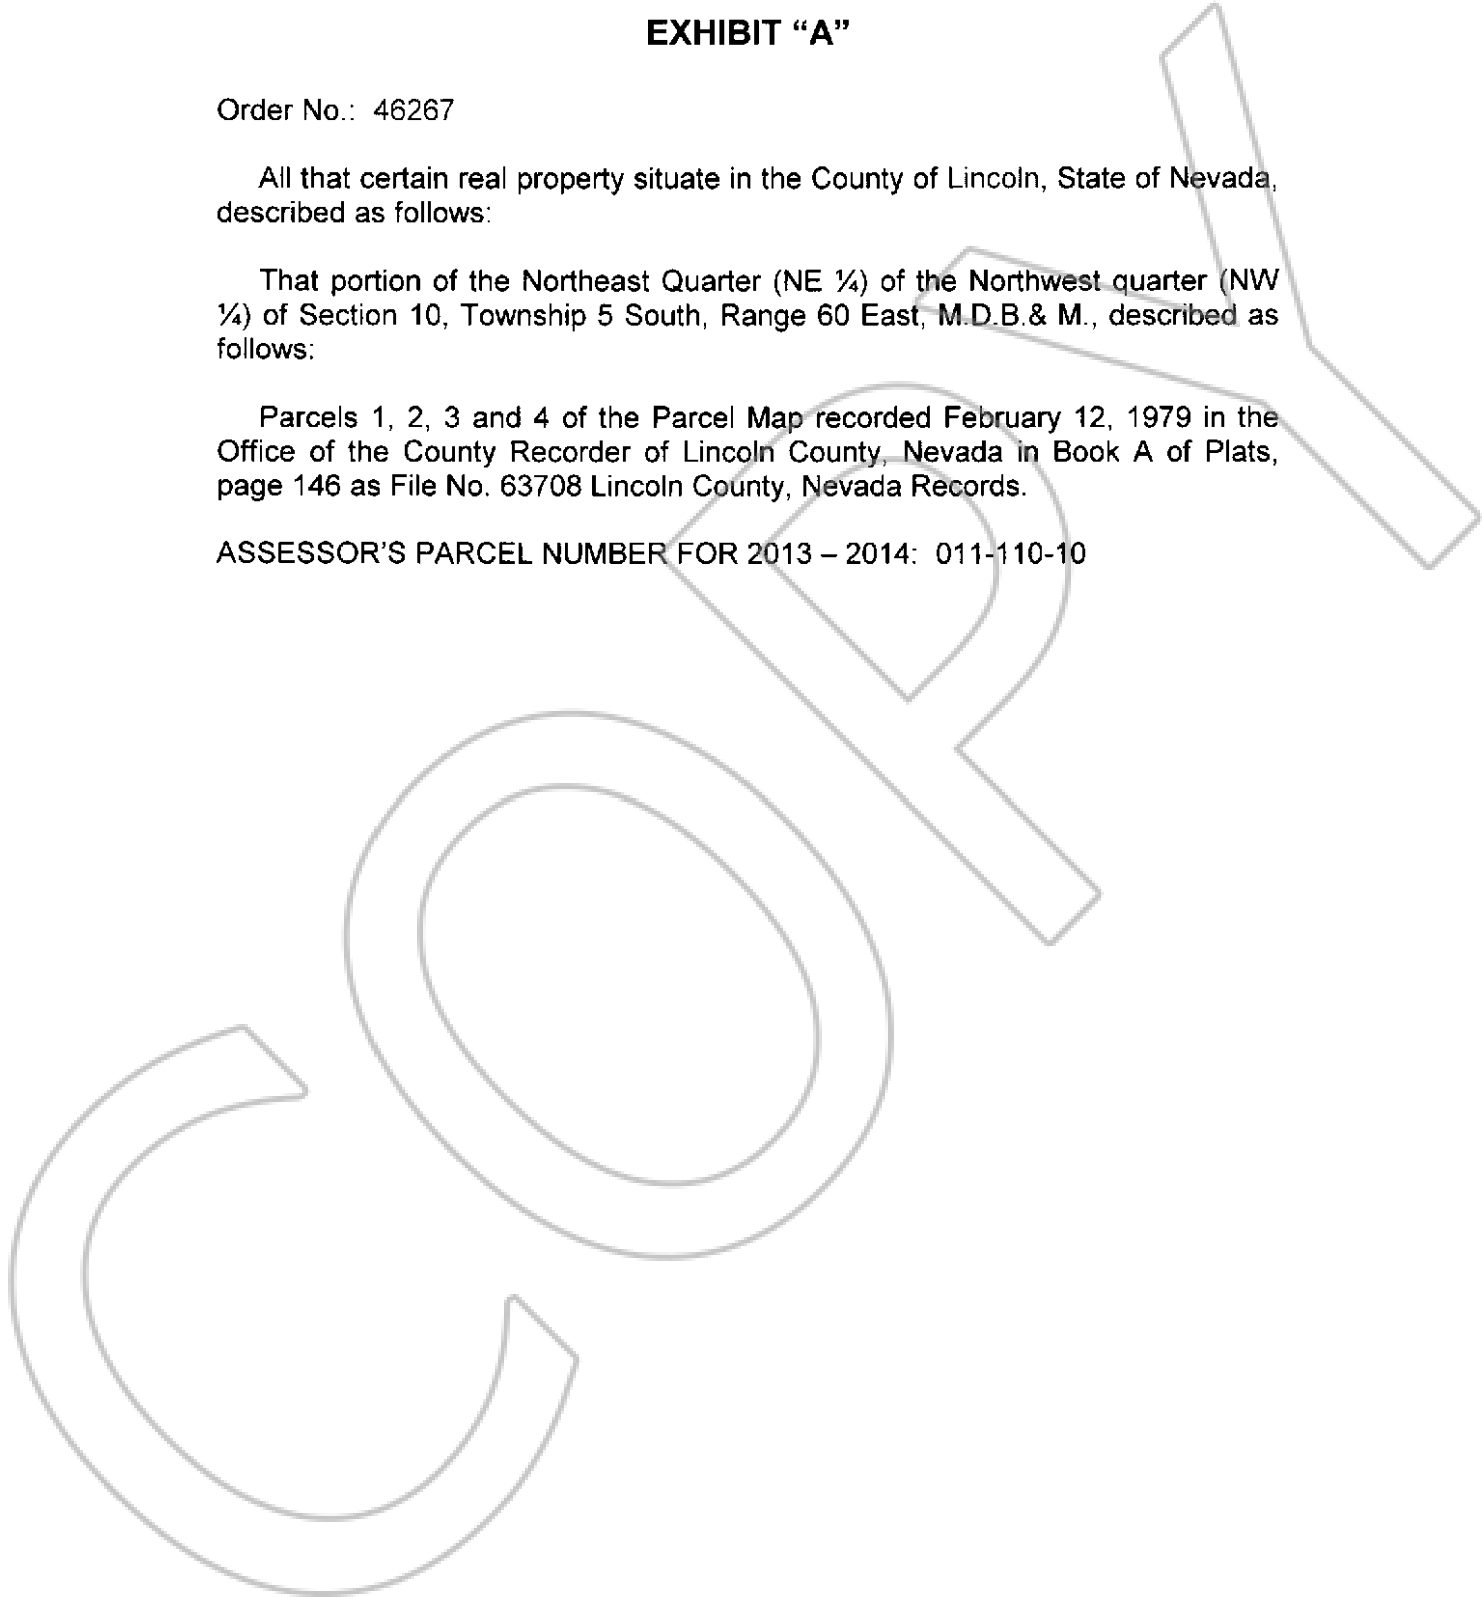 EXHIBIT “A”
Order No.: 46267
All that certain real property situate in the County of Lincoln, State of Nevada,
described as follows:
That portion of the Northeast Quarter (NE ¼) of the Northwest quarter (NW
¼) of Section 10, Township 5 South, Range 60 East, M.D.B.& M., described as
follows:
Parcels 1, 2, 3 and 4 of the Parcel Map recorded February 12, 1979 in the
Office of the County Recorder of Lincoln County, Nevada in Book A of Plats,
page 146 as File No. 63708 Lincoln County, Nevada Records.
ASSESSOR’S PARCEL NUMBER FOR 2013 – 2014: 011-110-10
COPY